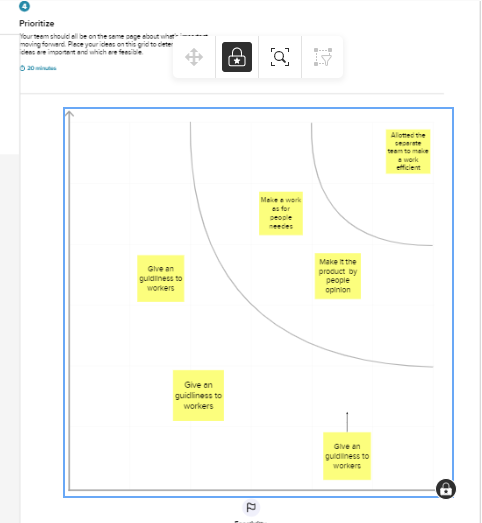 4
Prioritize
Your team should all be on the same page about what's important
moving forward. Place your ideas on this grid to deter
ideas are important and which are feasible.
20 minutes
Allotted the
separate
team to make
a work
efficient
Make a work
as for
people
needes
Give an
guidliness to
workers
Make it the
product by
people
opinion
Give an
guidliness to
workers
Give an
guidliness to
workers